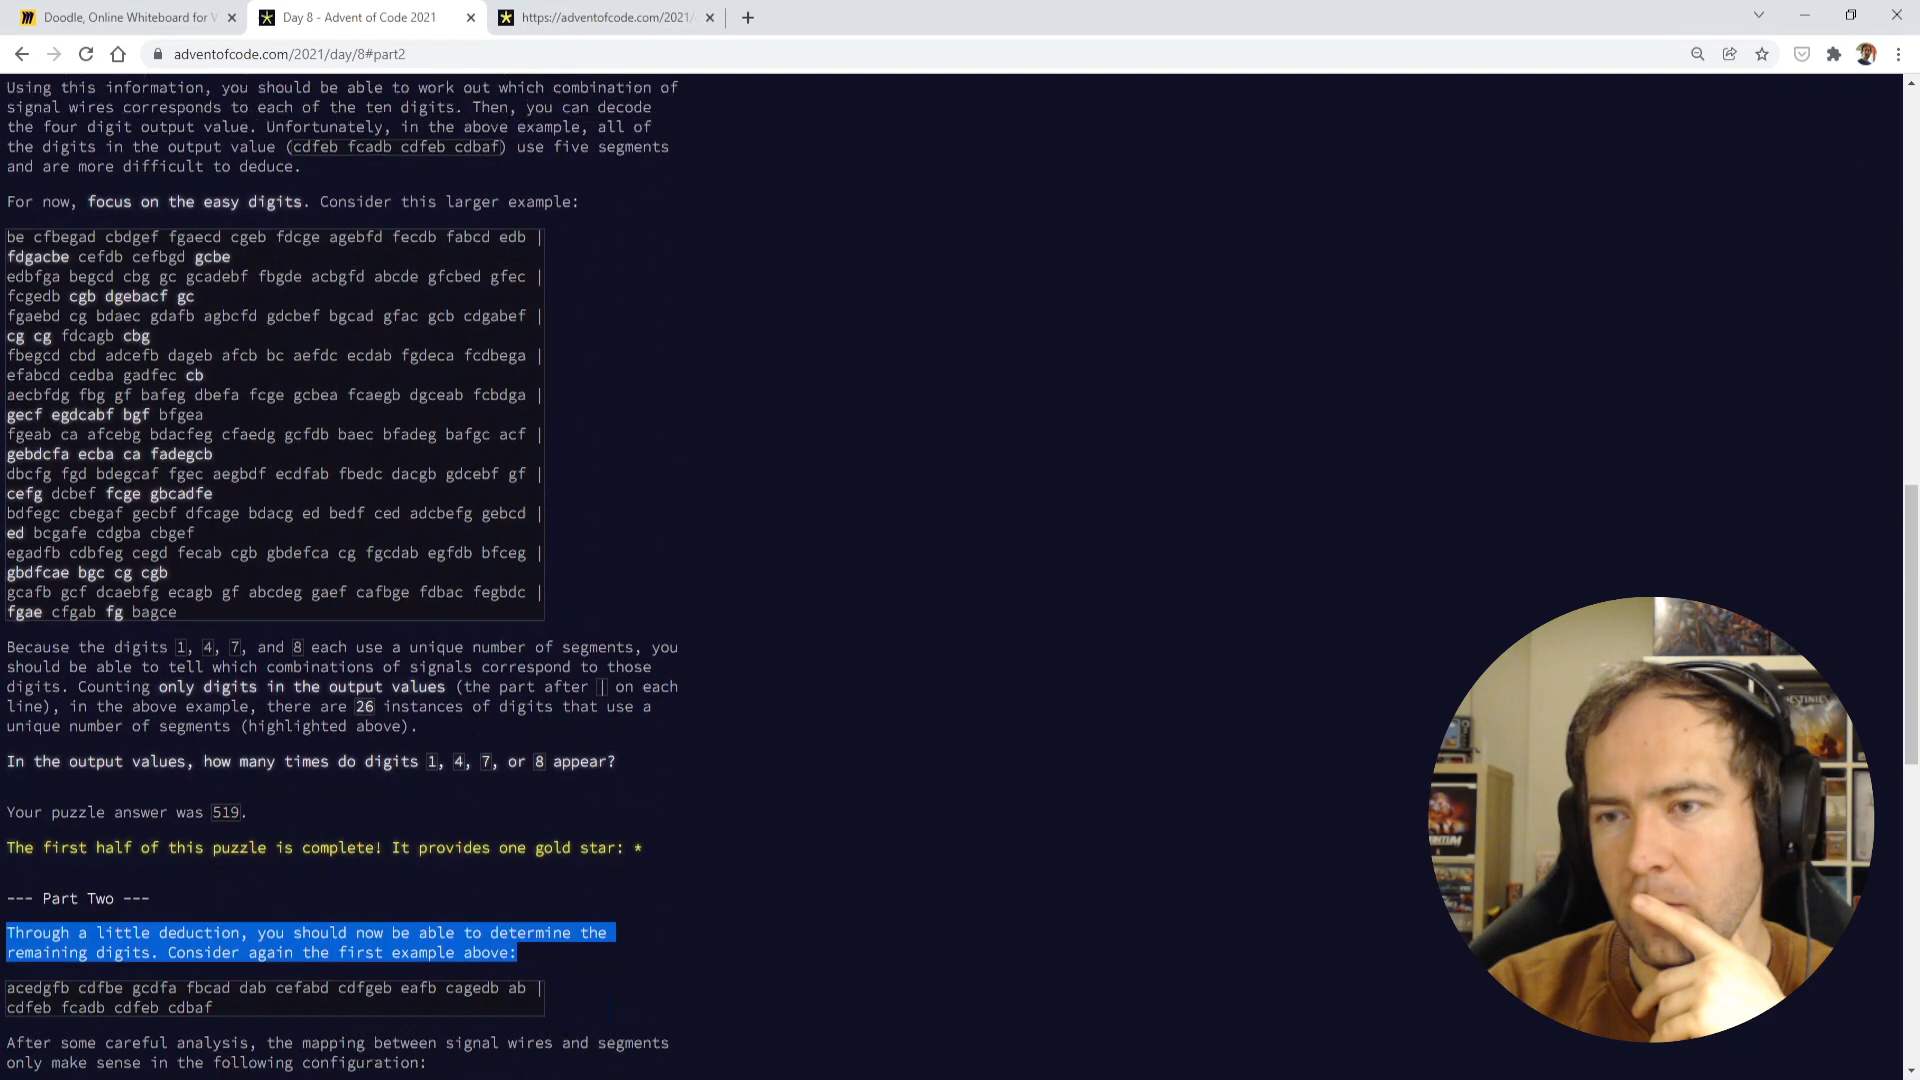 Doodle, Online Whiteboard for V
Day 8 - Advent of Code 2021
https://adventofcode.com/2021/
adventofcode.com/2021/day/8#part2
Using this information, you should be able to work out which combination of
signal wires corresponds to each of the ten digits. Then, you can decode
the four digit output value. Unfortunately, in the above example, all of
the digits in the output value (cdfeb fcadb cdfeb cdbaf) use five segments
and are more difficult to deduce.
For now, focus on the easy digits. Consider this larger example:
be cfbegad cbdgef fgaecd cgeb fdcge agebfd fecdb fabcd edb |
fdgacbe cefdb cefbgd gcbe
edbfga begcd cbg gc gcadebf fbgde acbgfd abcde gfcbed gfec |
fcgedb cgb dgebacf gc
fgaebd cg bdaec gdafb agbcfd gdcbef bgcad gfac gcb cdgabef |
cg cg fdcagb cbg
fbegcd cbd adcefb dageb afcb bc aefdc ecdab fgdeca fcdbega |
efabcd cedba gadfec cb
aecbfdg fbg gf bafeg dbefa fcge gcbea fcaegb dgceab fcbdga |
gecf egdcabf bgf bfgea
fgeab ca afcebg bdacfeg cfaedg gcfdb baec bfadeg bafgc acf |
gebdcfa ecba ca fadegcb
dbcfg fgd bdegcaf fgec aegbdf ecdfab fbedc dacgb gdcebf gf |
cefg dcbef fcge gbcadfe
bdfegc cbegaf gecbf dfcage bdacg ed bedf ced adcbefg gebcd |
ed bcgafe cdgba cbgef
egadfb cdbfeg cegd fecab cgb gbdefca cg fgcdab egfdb bfceg |
gbdfcae bgc cg cgb
gcafb gcf dcaebfg ecagb gf abcdeg gaef cafbge fdbac fegbdc |
fgae cfgab fg bagce
Because the digits 1, 4, 7, and 8 each use a unique number of segments, you
should be able to tell which combinations of signals correspond to those
digits. Counting only digits in the output values (the part after | on each
line), in the above example, there are 26 instances of digits that use a
unique number of segments (highlighted above).
In the output values, how many times do digits 1, 4, 7, or 8 appear?
Your puzzle answer was 519.
The first half of this puzzle is complete! It provides one gold star: *
--- Part Two ---
Through a little deduction, you should now be able to determine the
remaining digits. Consider again the first example above:
acedgfb cdfbe gcdfa fbcad dab cefabd cdfgeb eafb cagedb ab |
cdfeb fcadb cdfeb cdbaf
After some careful analysis, the mapping between signal wires and segments
only make sense in the following configuration: